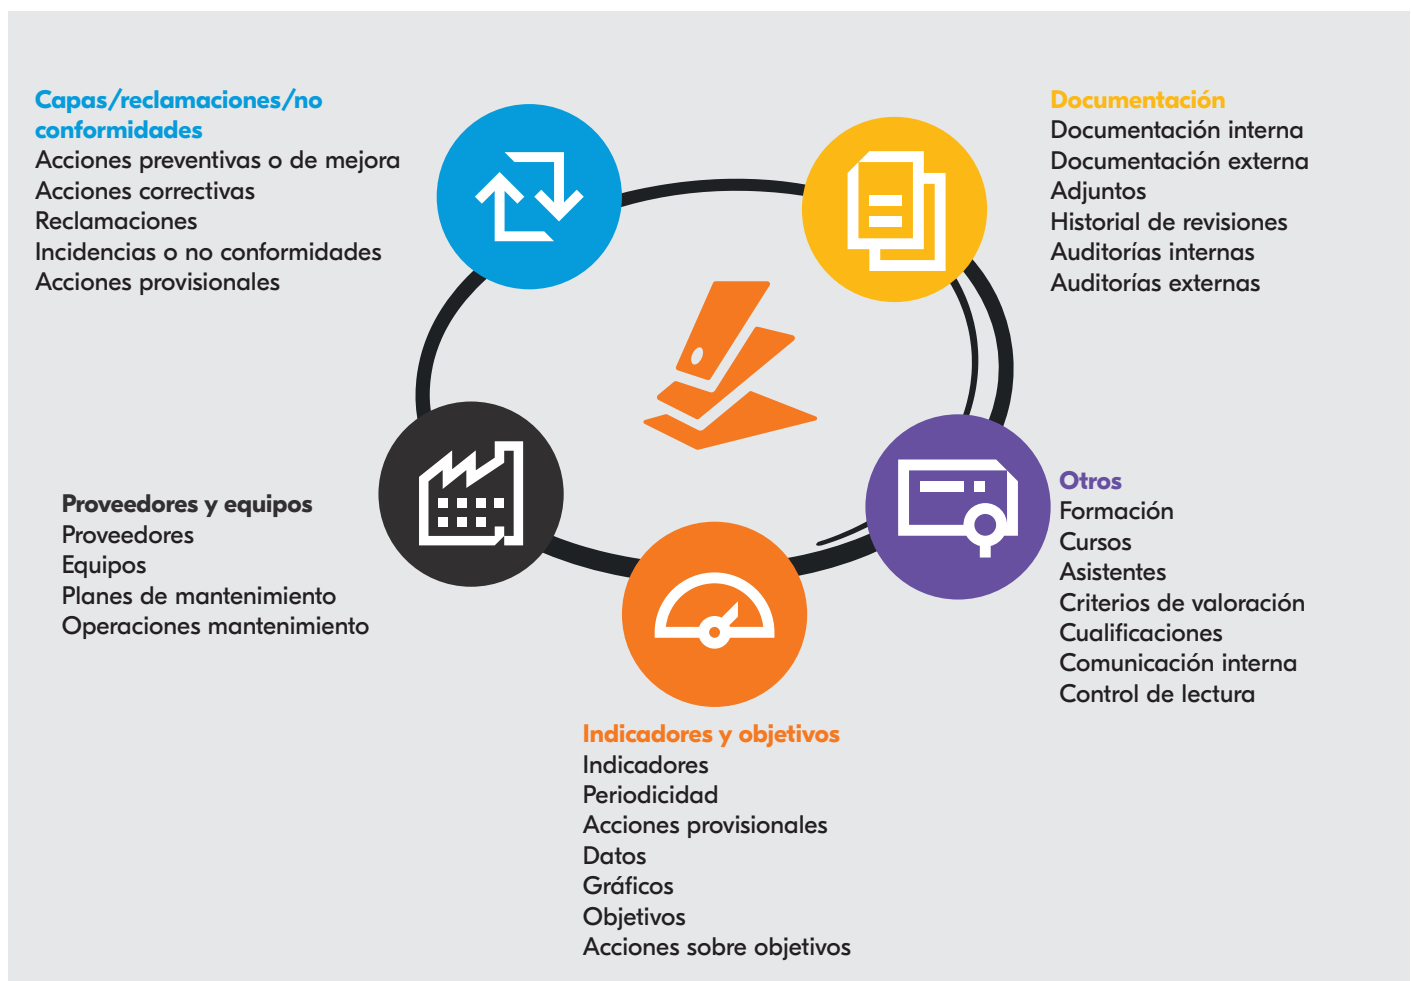 Capas/reclamaciones/no
conformidades
Acciones preventivas o de mejora
Acciones correctivas
Reclamaciones
Incidencias o no conformidades
Acciones provisionales
Documentación
Documentación interna
Documentación externa
Adjuntos
Historial de revisiones
Auditorías internas
Auditorías externas
Proveedores y equipos
Proveedores
Equipos
Planes de mantenimiento
Operaciones mantenimiento
Otros
Formación
Cursos
Asistentes
Criterios de valoración
Cualificaciones
Comunicación interna
Control de lectura
Indicadores y objetivos
Indicadores
Periodicidad
Acciones provisionales
Datos
Gráficos
Objetivos
Acciones sobre objetivos